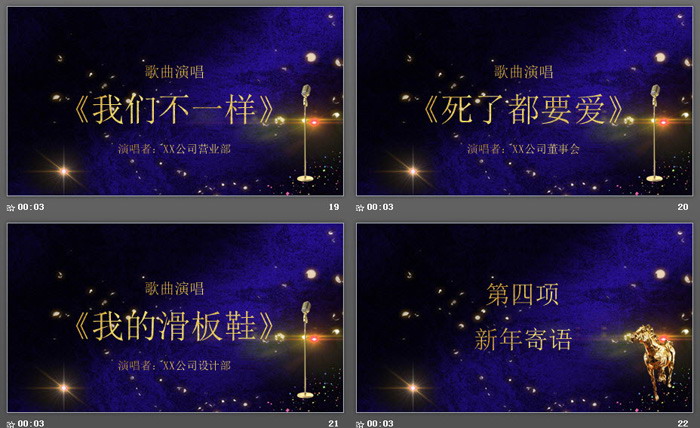 歌曲演唱
《我们不一样》
演唱者：XX公司营业部
00:03
19
歌曲演唱
《死了都要爱》
演唱者：XX公司董事会
00:03
20
歌曲演唱
《我的滑板鞋》
演唱者：XX公司设计部
00:03
21
第四项
新年寄语
00:03
22